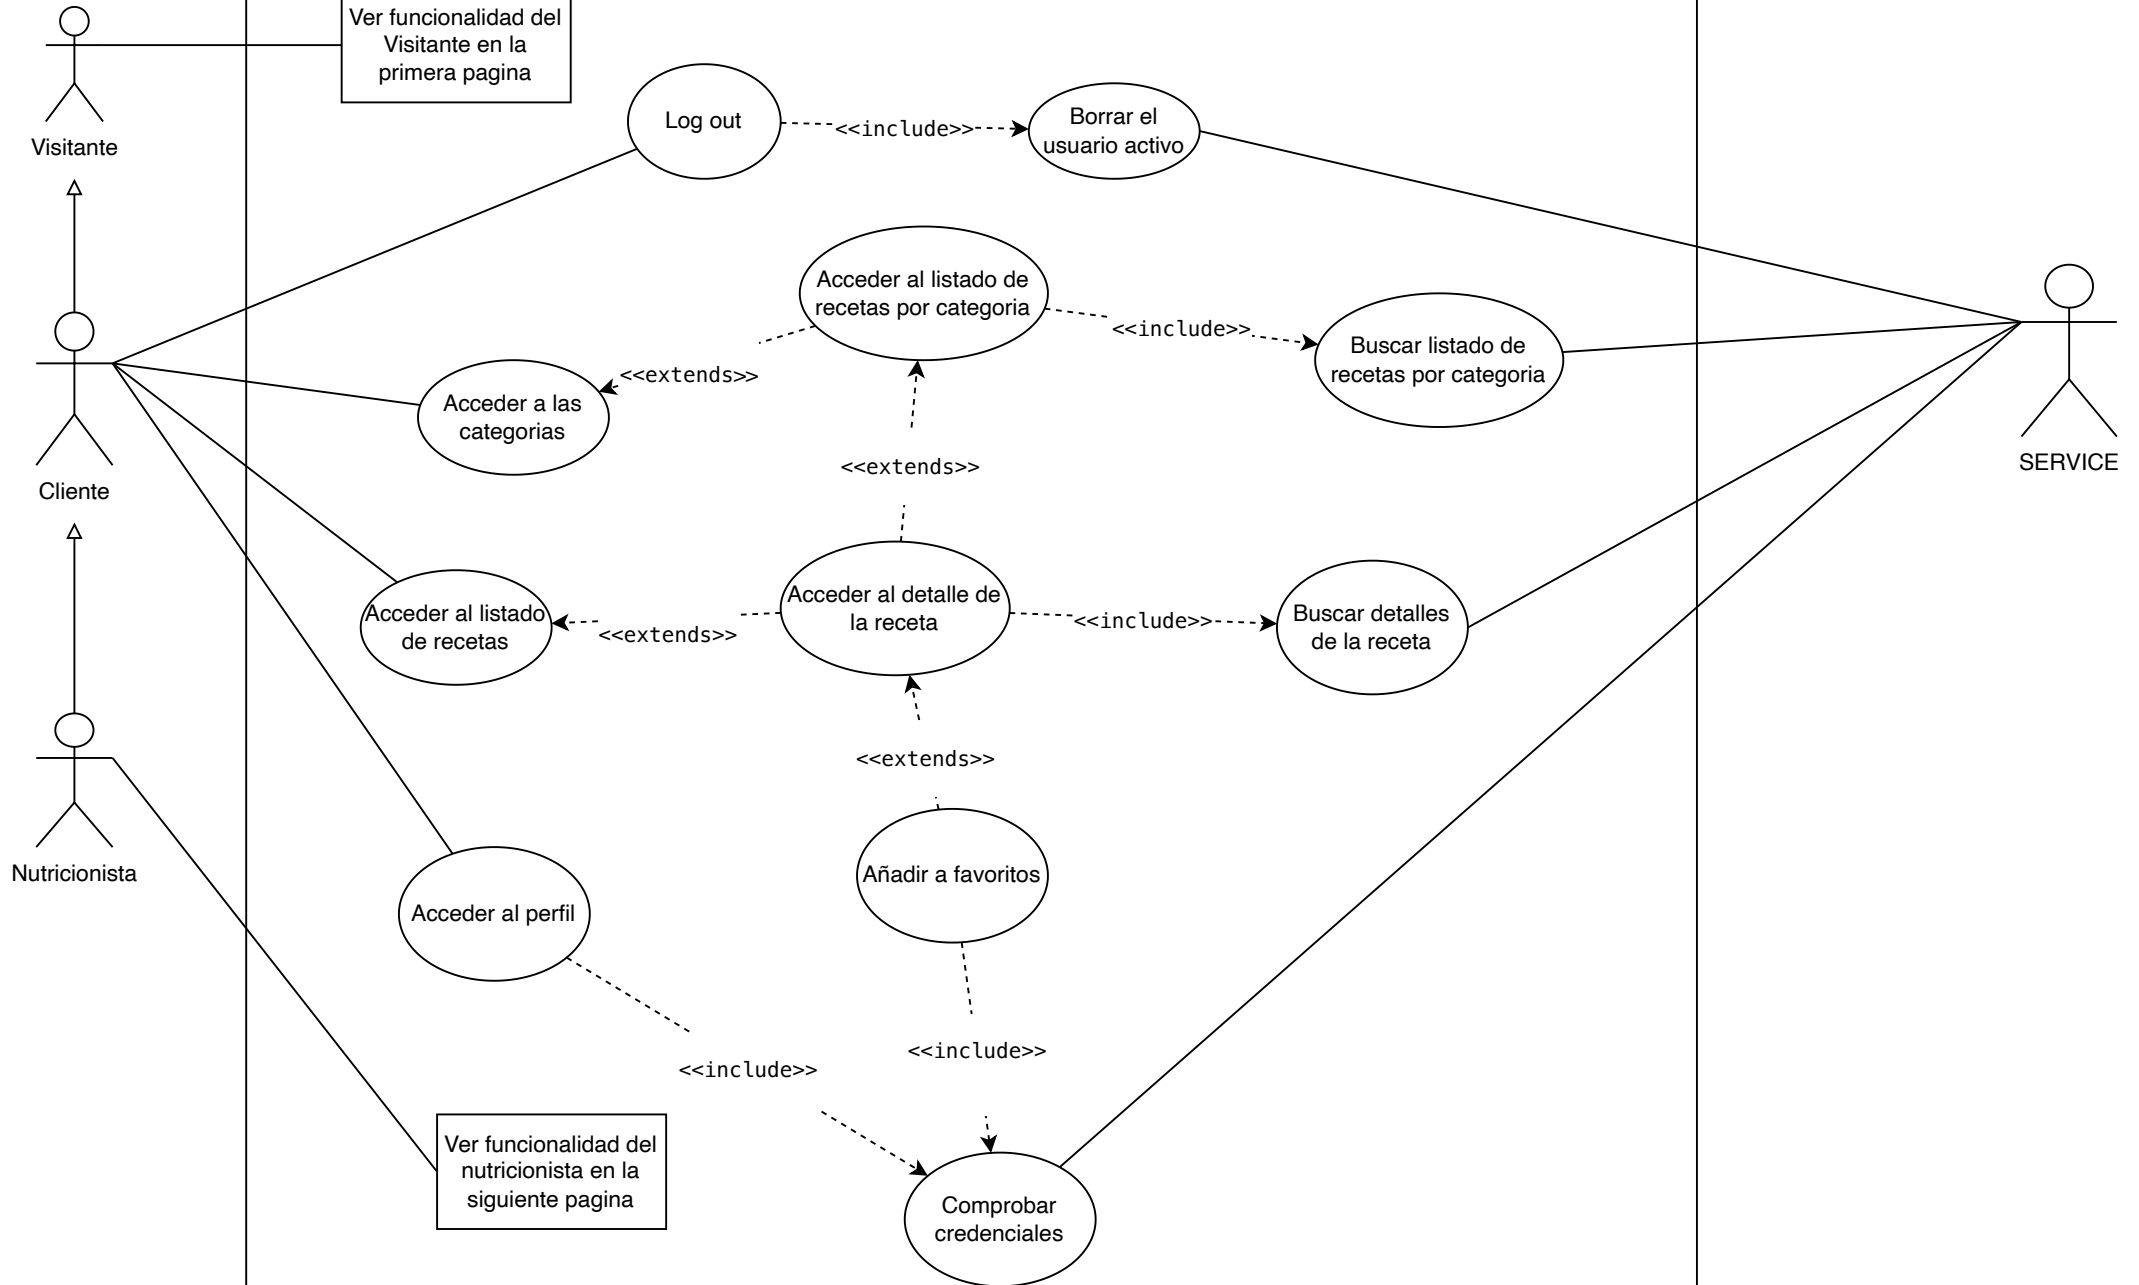 Ver funcionalidad del
Visitante en la
primera pagina
Visitante
Log out
<<include>>
Borrar el
usuario activo
Acceder al listado de
recetas por categoria
<<include>>
Buscar listado de
recetas por categoria
<<extends>>
Acceder a las
categorias
<<extends>>
SERVICE
Cliente
Acceder al listado
de recetas
<<extends>>
Acceder al detalle de
la receta
<<include>>
Buscar detalles
de la receta
<<extends>>
Nutricionista
Añadir a favoritos
Acceder al perfil
<<include>>
<<include>>
Ver funcionalidad del
nutricionista en la
siguiente pagina
Comprobar
credenciales